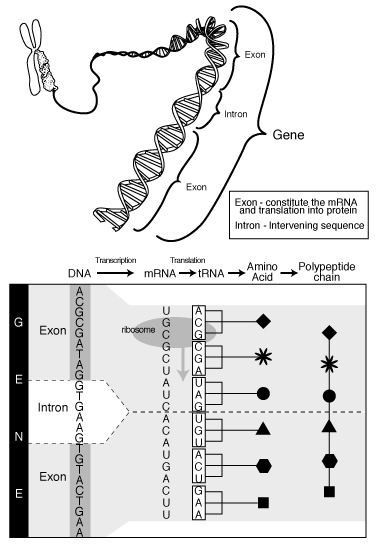 Exon
Intron
Gene
Exon
Exon - constitute the mRNA
and translation into protein
Intron - Intervening sequence
Transcription
Translation
DNA
mRNA
tRNA
Amino
Acid
Polypeptide
chain
G
E
N
E
Exon
Intron
Exon
A
C
G
C
G
A
T
A
G
G
T
G
A
A
G
T
G
T
A
C
T
G
A
A
ribosome
U
G
C
G
C
U
A
U
C
A
C
A
U
G
A
C
U
U
A
C
G
C
G
A
U
A
G
U
G
U
A
C
U
G
A
A